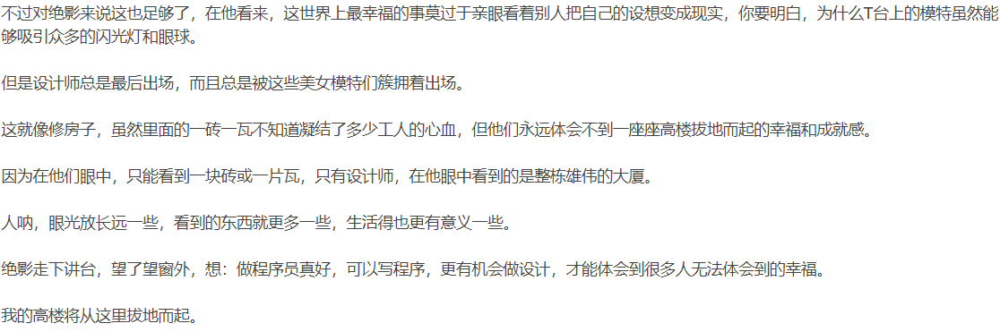 不过对绝影来说这也足够了，在他看来，这世界上最幸福的事莫过于亲眼看着别人把自己的设想变成现实，你要明白，为什么T台上的模特虽然能
够吸引众多的闪光灯和眼球。
但是设计师总是最后出场，而且总是被这些美女模特们簇拥着出场。
这就像修房子，虽然里面的一砖一瓦不知道凝结了多少工人的心血，但他们永远体会不到一座座高楼拔地而起的幸福和成就感。
因为在他们眼中，只能看到一块砖或一片瓦，只有设计师，在他眼中看到的是整栋雄伟的大厦。
人呐，眼光放长远一些，看到的东西就更多一些，生活得也更有意义一些。
绝影走下讲台，望了望窗外，想：做程序员真好，可以写程序，更有机会做设计，才能体会到很多人无法体会到的幸福。
我的高楼将从这里拔地而起。